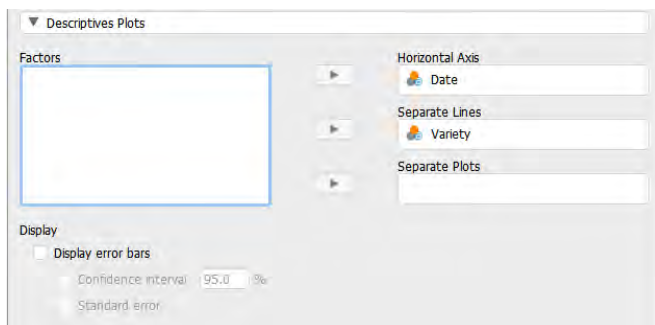 Descriptives Plots
Factors
Horizontal Axis
Date
Separate Lines
Variety
Separate Plots
Display
Display error bars
Confidence interval 95.0 %
Standard error